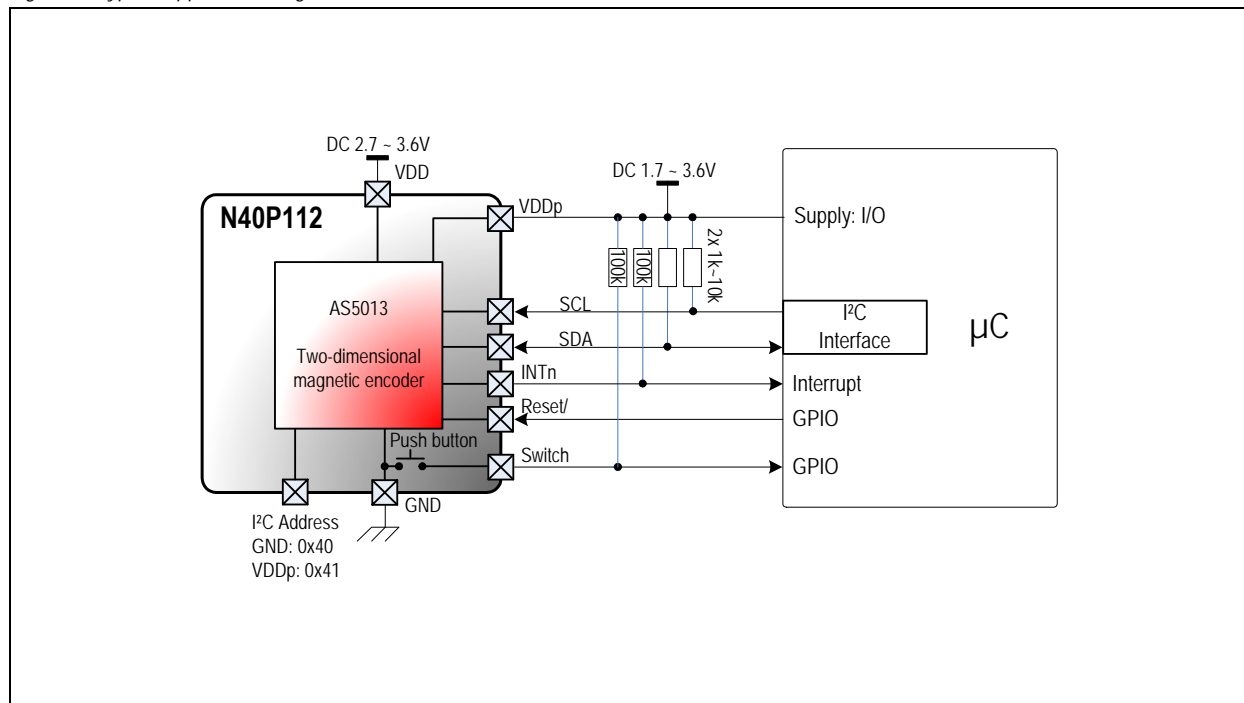 DC 2.7 ~ 3.6V
VDD
N40P112
AS5013
Two-dimensional
magnetic encoder
Push button
I²C Address
GND: 0x40
VDDp: 0x41
GND
VDDp
SCL
SDA
INTn
Reset/
Switch
DC 1.7 ~ 3.6V
100k
100k
2x 1k~10k
Supply: I/O
I²C
Interface
µC
Interrupt
GPIO
GPIO